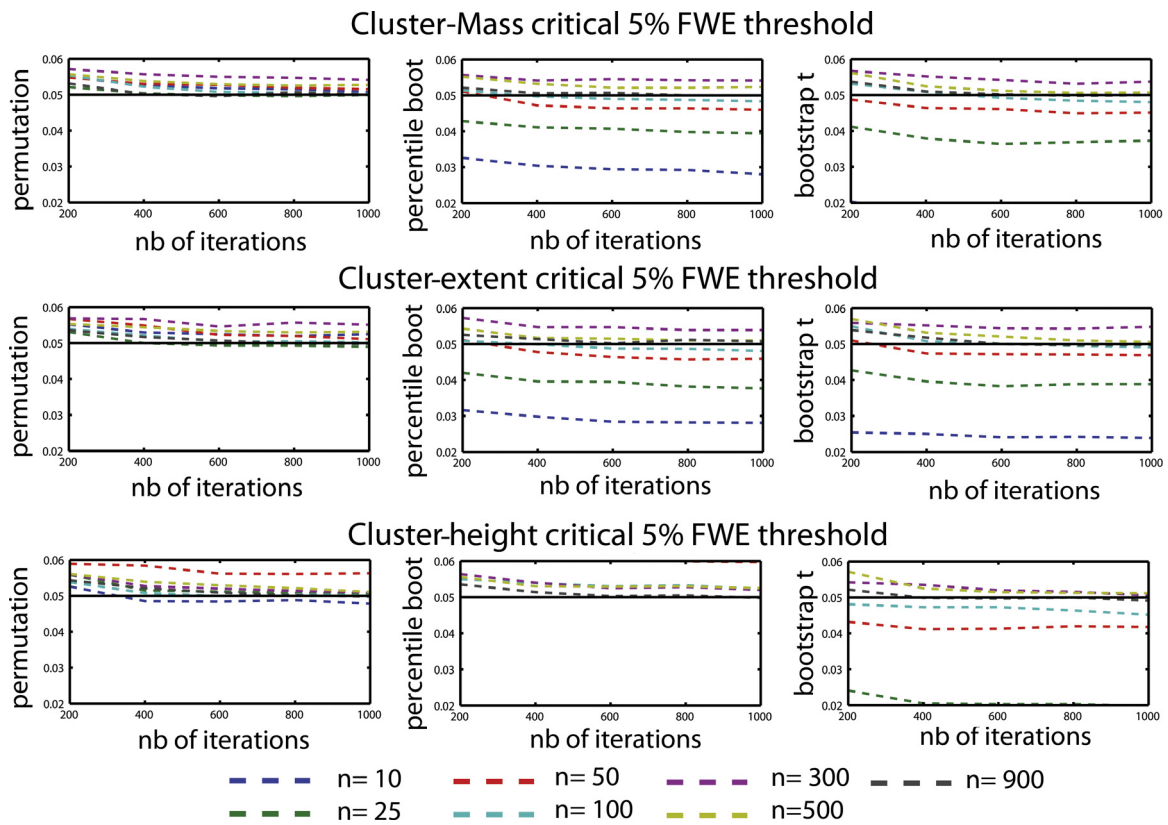 Cluster-Mass critical 5% FWE threshold
permutation
0.06
0.05
0.04
0.03
0.02
200 400 600 800 1000
nb of iterations
percentile boot
0.06
0.05
0.04
0.03
0.02
200 400 600 800 1000
nb of iterations
bootstrap t
0.06
0.05
0.04
0.03
0.02
200 400 600 800 1000
nb of iterations
Cluster-extent critical 5% FWE threshold
permutation
0.06
0.05
0.04
0.03
0.02
200 400 600 800 1000
nb of iterations
percentile boot
0.06
0.05
0.04
0.03
0.02
200 400 600 800 1000
nb of iterations
bootstrap t
0.06
0.05
0.04
0.03
0.02
200 400 600 800 1000
nb of iterations
Cluster-height critical 5% FWE threshold
permutation
0.06
0.05
0.04
0.03
0.02
200 400 600 800 1000
nb of iterations
percentile boot
0.06
0.05
0.04
0.03
0.02
200 400 600 800 1000
nb of iterations
bootstrap t
0.06
0.05
0.04
0.03
0.02
200 400 600 800 1000
nb of iterations
n= 10 n= 50 n= 300 n= 900
n= 25 n= 100 n=500